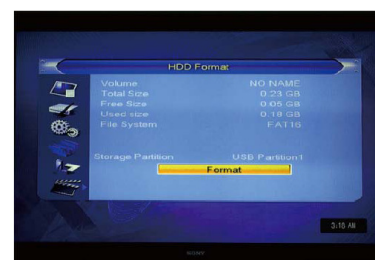 HDD Format
Volume NO NAME
Total Size 0.23 GB
Free Size 0.05 GB
Used size 0.18 GB
File System FAT16
Storage Partition USB Partition1
Format
3:18 AM
SONY